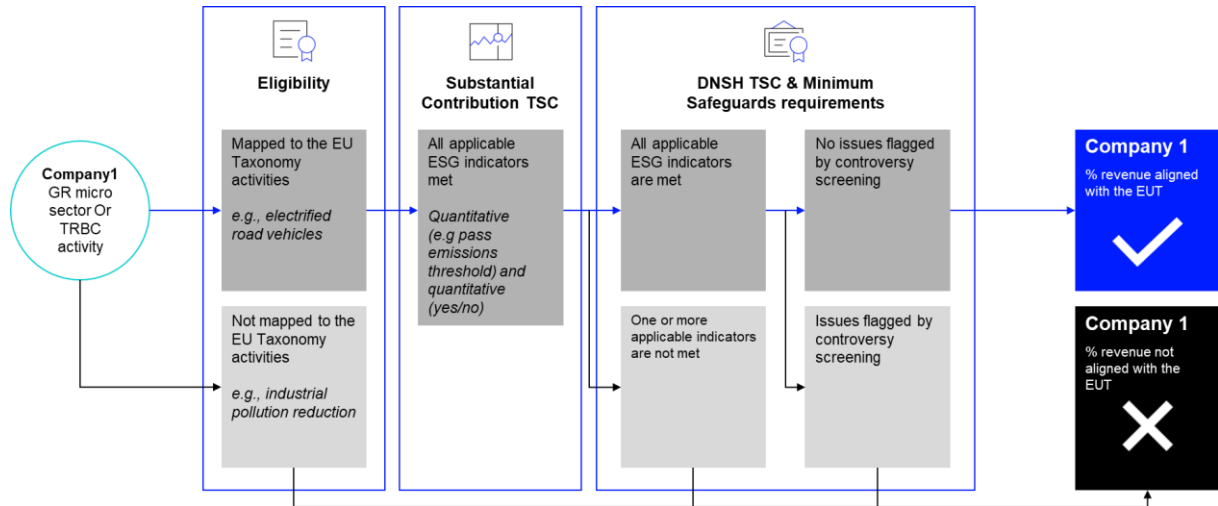 Eligibility
Substantial
Contribution TSC
DNSH TSC & Minimum
Safeguards requirements
Company1
GR micro
sector Or
TRBC
activity
Mapped to the EU
Taxonomy
activities
e.g., electrified
road vehicles
All applicable
ESG indicators
met
Quantitative
(e.g pass
emissions
threshold) and
quantitative
(yes/no)
All applicable
ESG indicators
are met
No issues flagged
by controversy
screening
Company 1
% revenue aligned
with the EUT
Not mapped to the
EU Taxonomy
activities
e.g., industrial
pollution reduction
One or more
applicable indicators
are not met
Issues flagged by
controversy
screening
Company 1
% revenue not
aligned with the
EUT